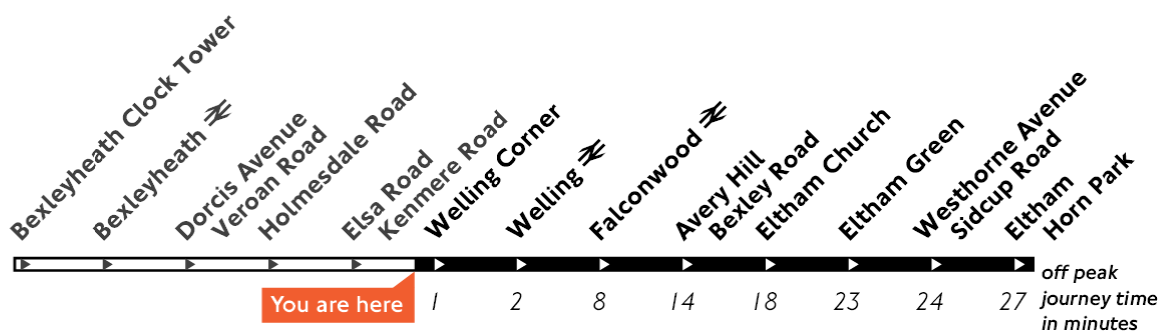 Bexleyheath Clock Tower
Bexleyheath
Dorcis Avenue
Veroan Road
Holmesdale Road
Elsa Road
Kenmere Road
Welling Corner
Welling
Falconwood
Avery Hill
Bexley Road
Eltham Church
Eltham Green
Westhorne Avenue
Sidcup Road
Eltham
Horn Park
You are here
1 2 8 14 18 23 24 27
off peak
journey time
in minutes